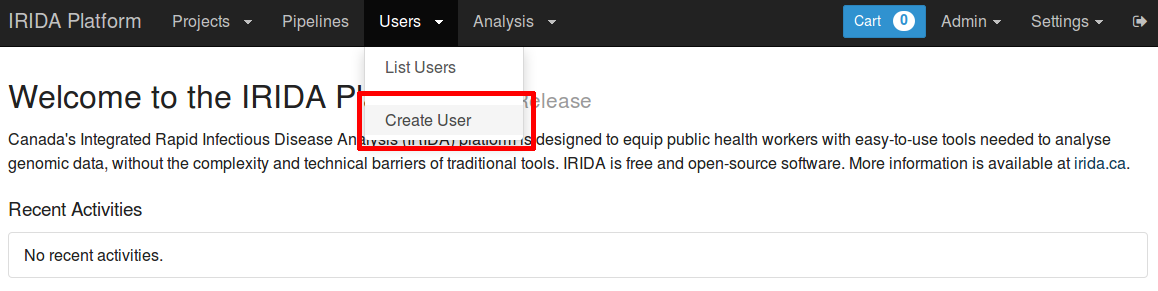 IRIDA Platform Projects Pipelines Users Analysis Cart 0 Admin Settings
List Users
Welcome to the IRIDA Release
Create User
Canada's Integrated Rapid Infectious Disease Analysis (IRIDA) platform is designed to equip public health workers with easy-to-use tools needed to analyse
genomic data, without the complexity and technical barriers of traditional tools. IRIDA is free and open-source software. More information is available at irida.ca.
Recent Activities
No recent activities.